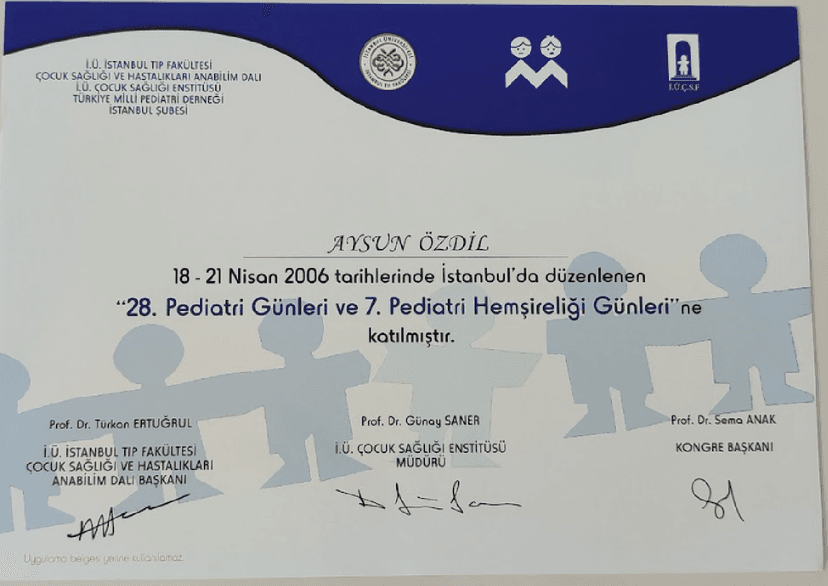 İ.Ü. İSTANBUL TIP FAKÜLTESİ
ÇOCUK SAĞLIĞI VE HASTALIKLARI ANABİLİM DALI
İ.Ü. ÇOCUK SAĞLIĞI ENSTİTÜSÜ
TÜRKİYE MİLLİ PEDİATRİ DERNEĞİ
İSTANBUL ŞUBESİ
İ.Ü.Ç.S.E
AYSUN ÖZDİL
18 - 21 Nisan 2006 tarihlerinde İstanbul'da düzenlenen
“28. Pediatri Günleri ve 7. Pediatri Hemşireliği Günleri”ne
katılmıştır.
Prof. Dr. Türkan ERTUĞRUL
İ.Ü. İSTANBUL TIP FAKÜLTESİ
ÇOCUK SAĞLIĞI VE HASTALIKLARI
ANABİLİM DALI BAŞKANI
Prof. Dr. Günay SANER
İ.Ü. ÇOCUK SAĞLIĞI ENSTİTÜSÜ
MÜDÜRÜ
Prof. Dr. Sema ANAK
KONGRE BAŞKANI
Uygulama belgesi yerine kullanılamaz.